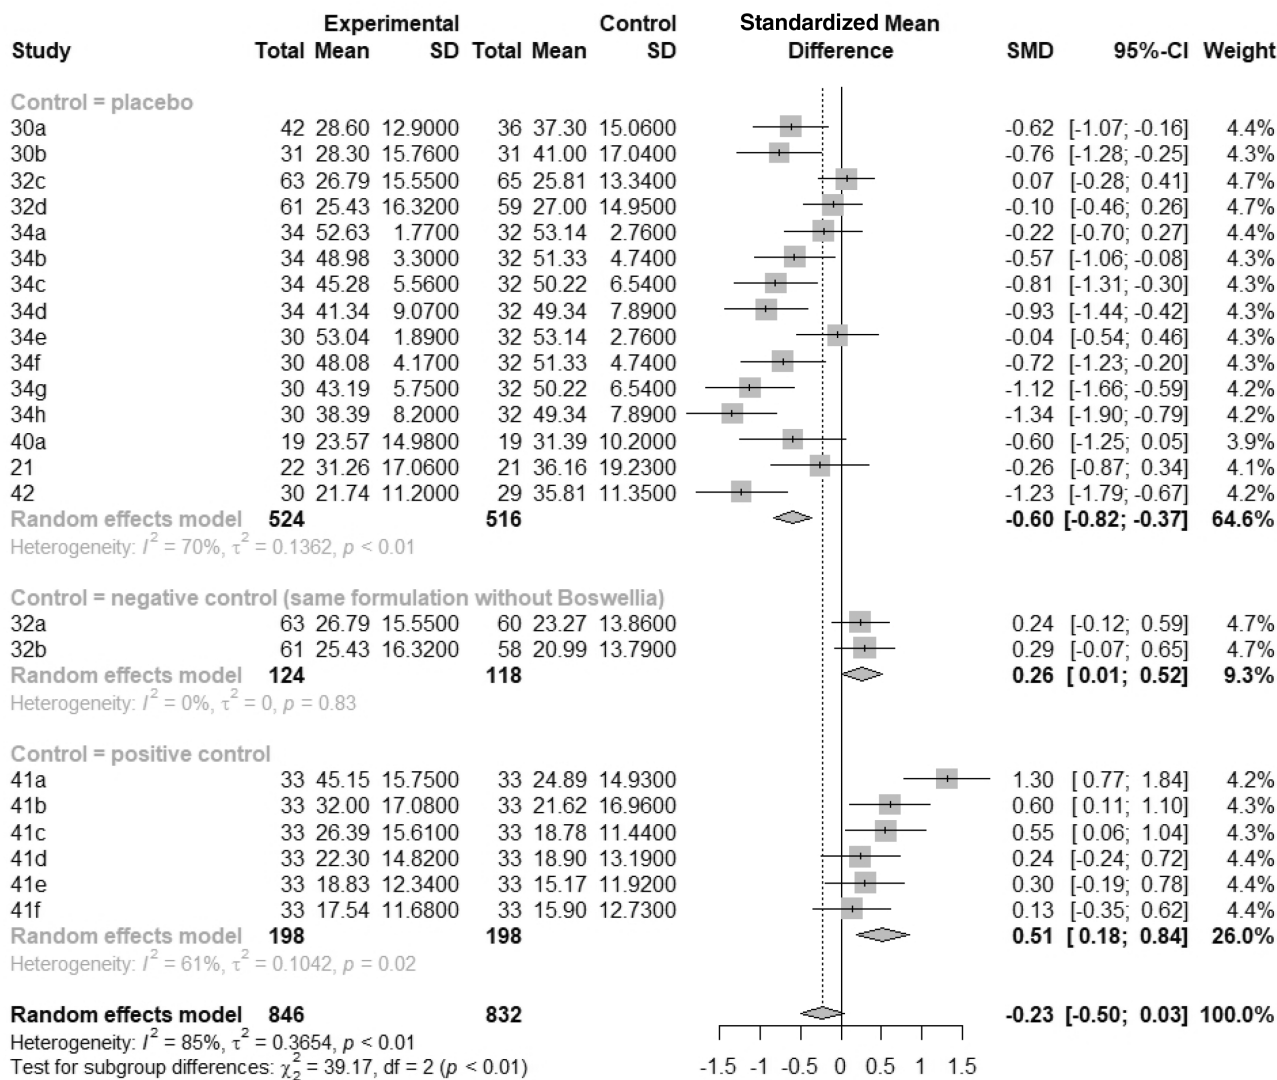 Experimental Control Standardized Mean
Study Total Mean SD Total Mean SD Difference SMD 95%-CI Weight
Control = placebo
30a 42 28.60 12.9000 36 37.30 15.0600 -0.62 [-1.07; -0.16] 4.4%
30b 31 28.30 15.7600 31 41.00 17.0400 -0.76 [-1.28; -0.25] 4.3%
32c 63 26.79 15.5500 65 25.81 13.3400 0.07 [-0.28; 0.41] 4.7%
32d 61 25.43 16.3200 59 27.00 14.9500 -0.10 [-0.46; 0.26] 4.7%
34a 34 52.63 1.7700 32 53.14 2.7600 -0.22 [-0.70; 0.27] 4.4%
34b 34 48.98 3.3000 32 51.33 4.7400 -0.57 [-1.06; -0.08] 4.3%
34c 34 45.28 5.5600 32 50.22 6.5400 -0.81 [-1.31; -0.30] 4.3%
34d 34 41.34 9.0700 32 49.34 7.8900 -0.93 [-1.44; -0.42] 4.3%
34e 30 53.04 1.8900 32 53.14 2.7600 -0.04 [-0.54; 0.46] 4.3%
34f 30 48.08 4.1700 32 51.33 4.7400 -0.72 [-1.23; -0.20] 4.3%
34g 30 43.19 5.7500 32 50.22 6.5400 -1.12 [-1.66; -0.59] 4.2%
34h 30 38.39 8.2000 32 49.34 7.8900 -1.34 [-1.90; -0.79] 4.2%
40a 19 23.57 14.9800 19 31.39 10.2000 -0.60 [-1.25; 0.05] 3.9%
21 22 31.26 17.0600 21 36.16 19.2300 -0.26 [-0.87; 0.34] 4.1%
42 30 21.74 11.2000 29 35.81 11.3500 -1.23 [-1.79; -0.67] 4.2%
Random effects model 524 516 -0.60 [-0.82; -0.37] 64.6%
Heterogeneity: I² = 70%, τ² = 0.1362, p < 0.01
Control = negative control (same formulation without Boswellia)
32a 63 26.79 15.5500 60 23.27 13.8600 0.24 [-0.12; 0.59] 4.7%
32b 61 25.43 16.3200 58 20.99 13.7900 0.29 [-0.07; 0.65] 4.7%
Random effects model 124 118 0.26 [ 0.01; 0.52] 9.3%
Heterogeneity: I² = 0%, τ² = 0, p = 0.83
Control = positive control
41a 33 45.15 15.7500 33 24.89 14.9300 1.30 [ 0.77; 1.84] 4.2%
41b 33 32.00 17.0800 33 21.62 16.9600 0.60 [ 0.11; 1.10] 4.3%
41c 33 26.39 15.6100 33 18.78 11.4400 0.55 [ 0.06; 1.04] 4.3%
41d 33 22.30 14.8200 33 18.90 13.1900 0.24 [-0.24; 0.72] 4.4%
41e 33 18.83 12.3400 33 15.17 11.9200 0.30 [-0.19; 0.78] 4.4%
41f 33 17.54 11.6800 33 15.90 12.7300 0.13 [-0.35; 0.62] 4.4%
Random effects model 198 198 0.51 [ 0.18; 0.84] 26.0%
Heterogeneity: I² = 61%, τ² = 0.1042, p = 0.02
Random effects model 846 832 -0.23 [-0.50; 0.03] 100.0%
Heterogeneity: I² = 85%, τ² = 0.3654, p < 0.01
Test for subgroup differences: χ²₂ = 39.17, df = 2 (p < 0.01)
-1.5 -1 -0.5 0 0.5 1 1.5